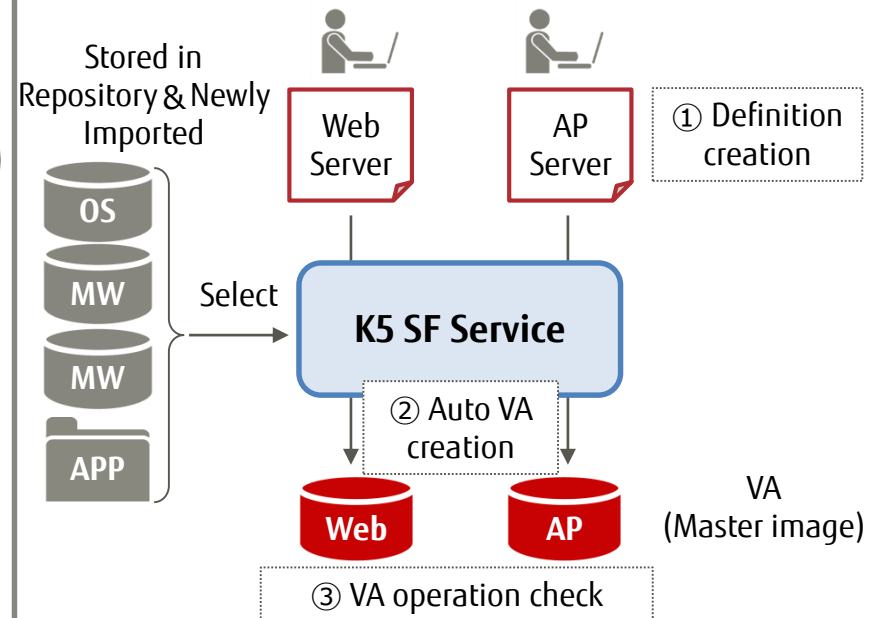 Stored in
Repository & Newly
Imported
OS
MW
MW
APP
Select
Web
Server
AP
Server
① Definition
creation
K5 SF Service
② Auto VA
creation
Web
AP
VA
(Master image)
③ VA operation check